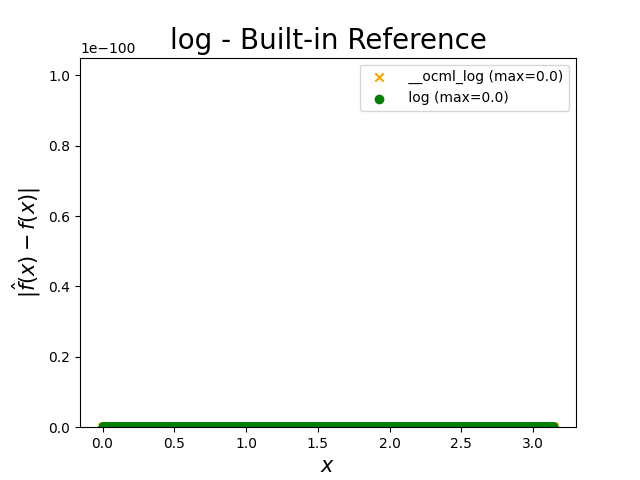 log - Built-in Reference
1e−100
1.0
0.8
0.6
0.4
0.2
0.0
|f̂(x) − f(x)|
__ocml_log (max=0.0)
log (max=0.0)
0.0 0.5 1.0 1.5 2.0 2.5 3.0
x